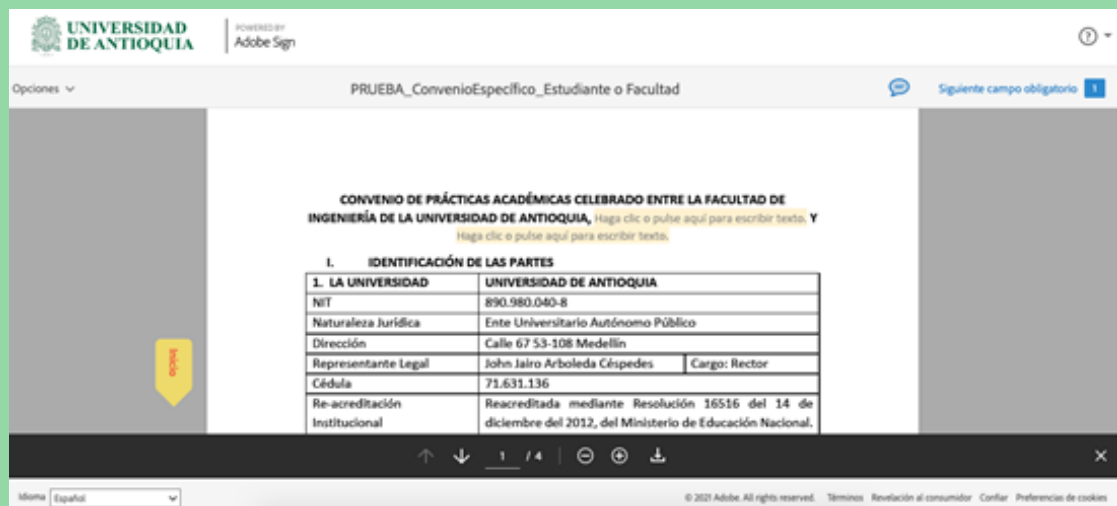 UNIVERSIDAD
DE ANTIOQUIA
POWERED BY
Adobe Sign
Opciones
PRUEBA_ConvenioEspecífico_Estudiante o Facultad
Siguiente campo obligatorio 1
CONVENIO DE PRÁCTICAS ACADÉMICAS CELEBRADO ENTRE LA FACULTAD DE
INGENIERÍA DE LA UNIVERSIDAD DE ANTIOQUIA, Haga clic o pulse aquí para escribir texto. Y
Haga clic o pulse aquí para escribir texto.
I. IDENTIFICACIÓN DE LAS PARTES
1. LA UNIVERSIDAD UNIVERSIDAD DE ANTIOQUIA
NIT 890.980.040-8
Naturaleza Jurídica Ente Universitario Autónomo Público
Dirección Calle 67 53-108 Medellín
Representante Legal John Jairo Arboleda Céspedes Cargo: Rector
Cédula 71.631.136
Re-acreditación Reacreditada mediante Resolución 16516 del 14 de
Institucional diciembre del 2012, del Ministerio de Educación Nacional.
Inicio
1 / 4
Idioma Español
© 2021 Adobe. All rights reserved. Términos Revelación al consumidor Confiar Preferencias de cookies